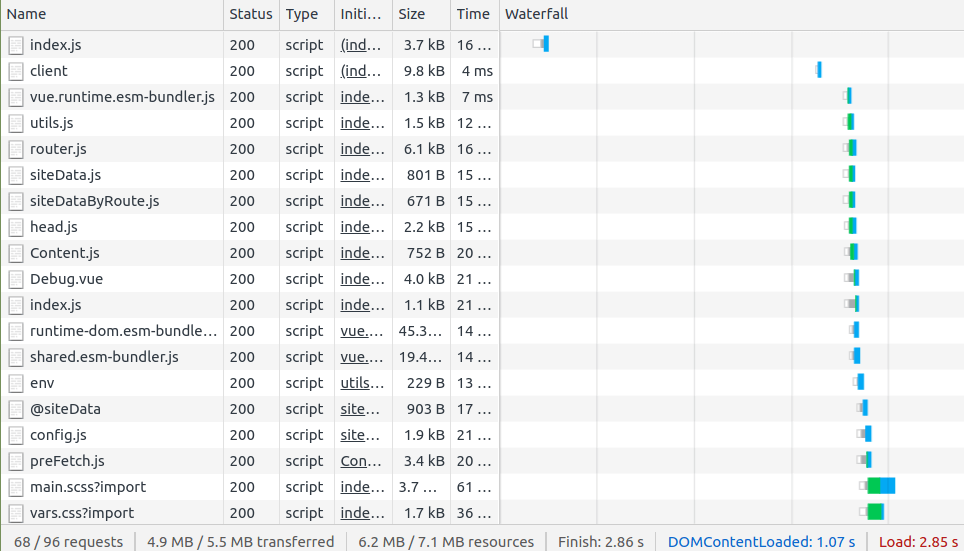 Name Status Type Initi… Size Time Waterfall
index.js 200 script (ind… 3.7 kB 16 …
client 200 script (ind… 9.8 kB 4 ms
vue.runtime.esm-bundler.js 200 script inde… 1.3 kB 7 ms
utils.js 200 script inde… 1.5 kB 12 …
router.js 200 script inde… 6.1 kB 16 …
siteData.js 200 script inde… 801 B 15 …
siteDataByRoute.js 200 script inde… 671 B 15 …
head.js 200 script inde… 2.2 kB 15 …
Content.js 200 script inde… 752 B 20 …
Debug.vue 200 script inde… 4.0 kB 21 …
index.js 200 script inde… 1.1 kB 21 …
runtime-dom.esm-bundle… 200 script vue.… 45.3… 14 …
shared.esm-bundler.js 200 script vue.… 19.4… 14 …
env 200 script utils… 229 B 13 …
@siteData 200 script site… 903 B 17 …
config.js 200 script site… 1.9 kB 21 …
preFetch.js 200 script Con… 3.4 kB 20 …
main.scss?import 200 script inde… 3.7 … 61 …
vars.css?import 200 script inde… 1.7 kB 36 …
68 / 96 requests 4.9 MB / 5.5 MB transferred 6.2 MB / 7.1 MB resources Finish: 2.86 s DOMContentLoaded: 1.07 s Load: 2.85 s